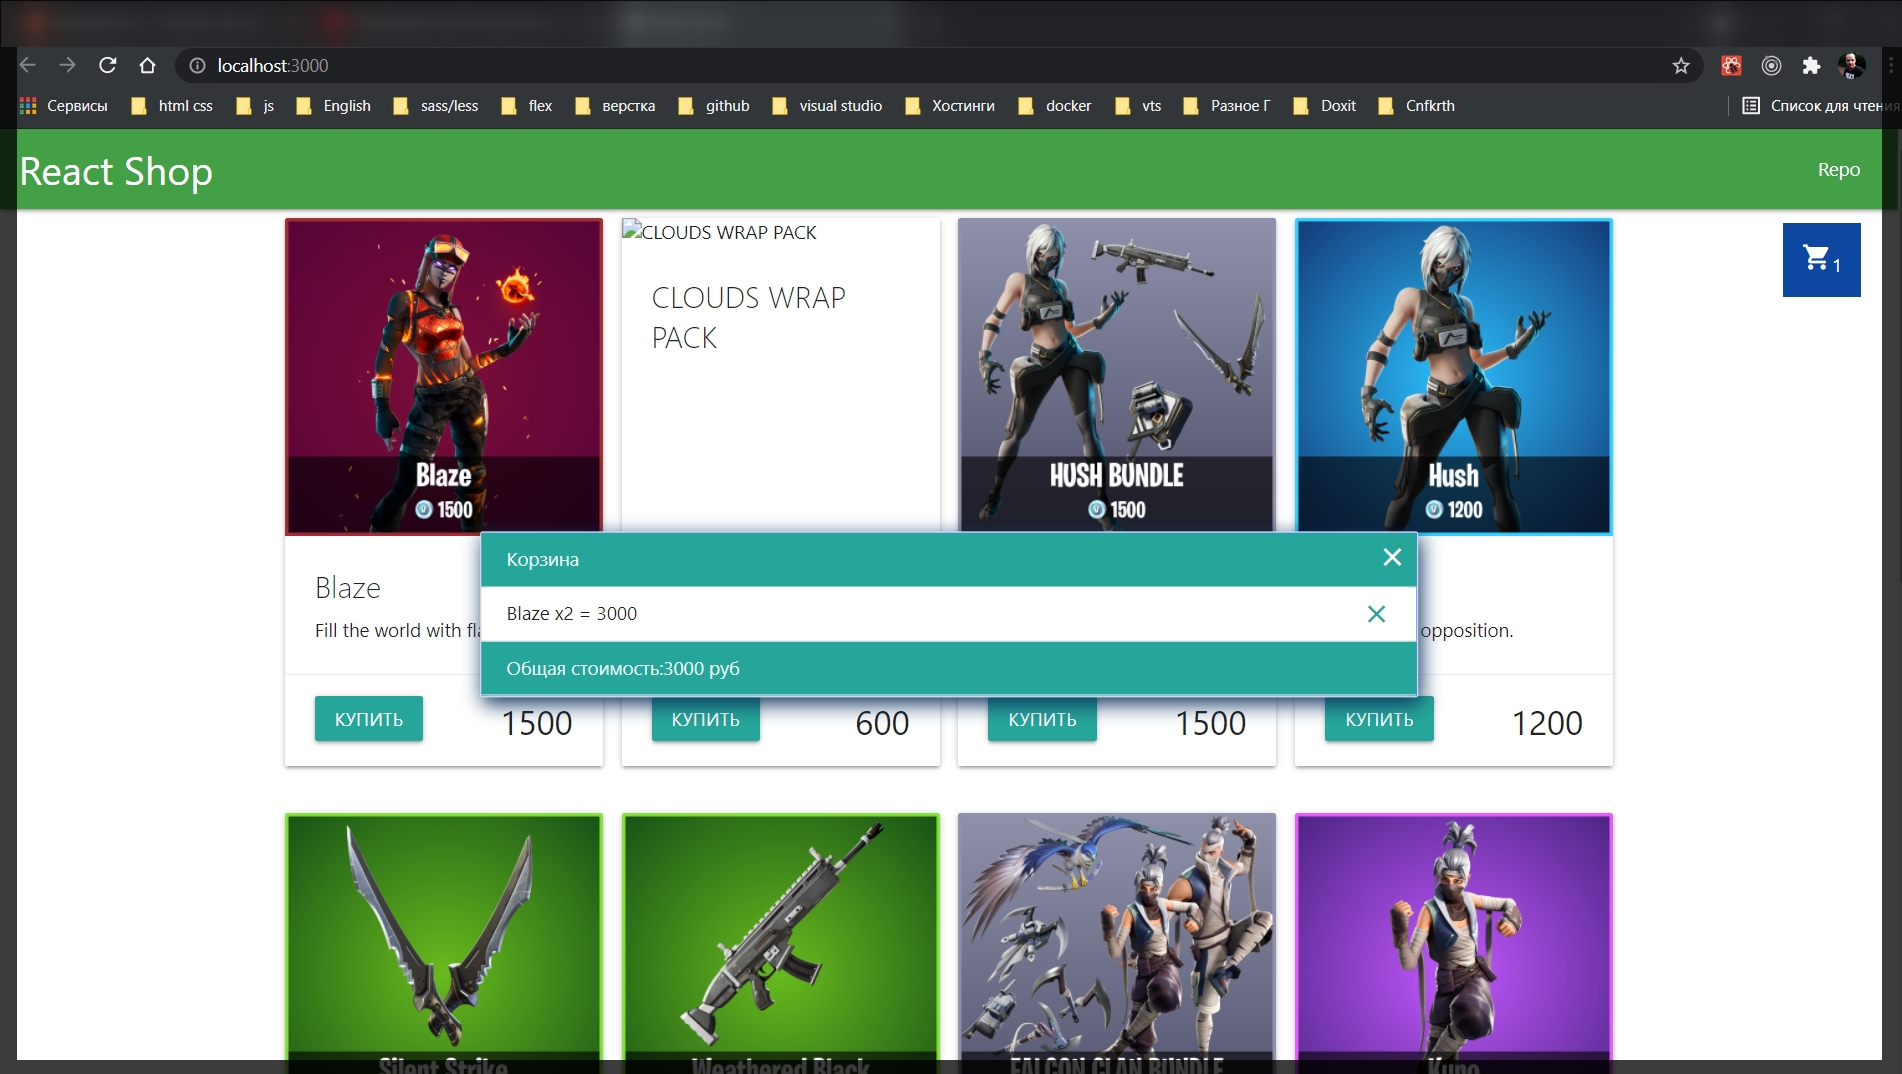 localhost:3000
Сервисы html css js English sass/less flex верстка github visual studio Хостинги docker vts Разное Г Doxit Cnfkrth Список для чтения
React Shop
Repo
CLOUDS WRAP PACK
1
CLOUDS WRAP
PACK
Blaze
1500
HUSH BUNDLE
1500
Hush
1200
Корзина
Blaze x2 = 3000
Общая стоимость:3000 руб
Blaze
Fill the world with fl
opposition.
КУПИТЬ 1500
КУПИТЬ 600
КУПИТЬ 1500
КУПИТЬ 1200
Silent Strike
Weathered Black
FALCON CLAN BUNDLE
Kuno